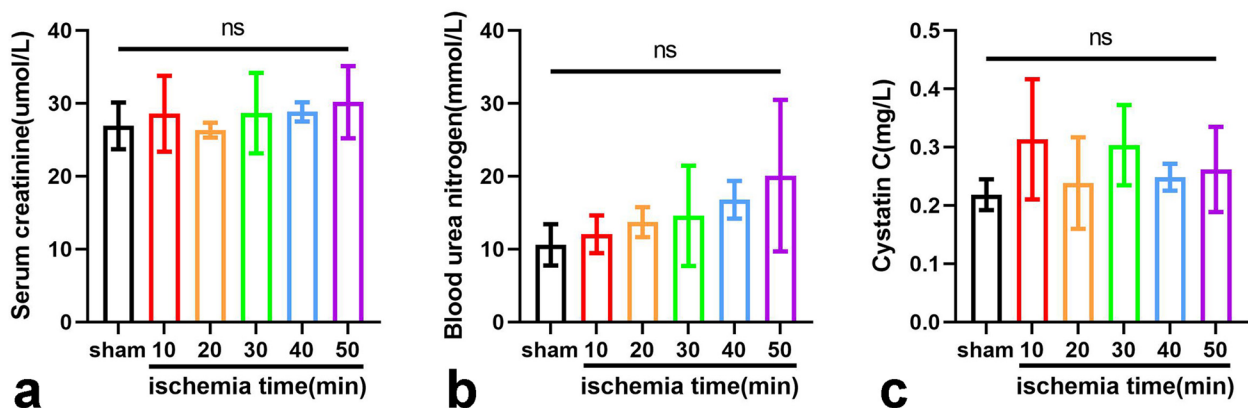 Serum creatinine(umol/L)
40
30
20
10
0
ns
sham 10 20 30 40 50
ischemia time(min)
a
Blood urea nitrogen(mmol/L)
40
30
20
10
0
ns
sham 10 20 30 40 50
ischemia time(min)
b
Cystatin C(mg/L)
0.5
0.4
0.3
0.2
0.1
0.0
ns
sham 10 20 30 40 50
ischemia time(min)
c